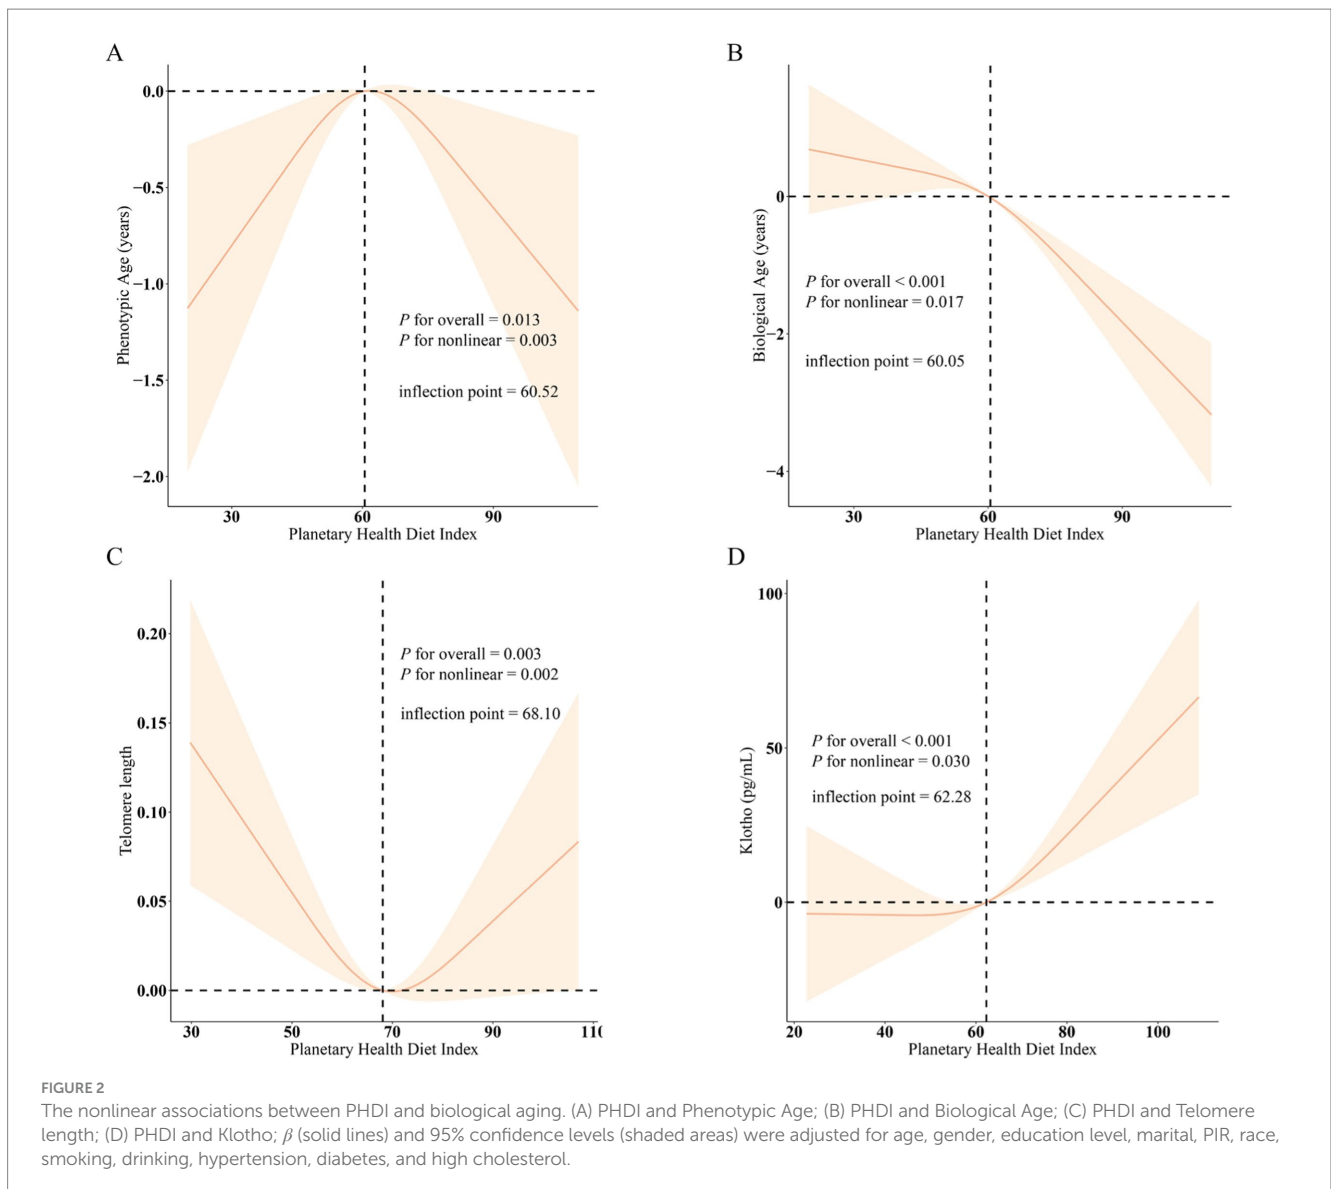 A
0.0
−0.5
−1.0
−1.5
−2.0
Phenotypic Age (years)
P for overall = 0.013
P for nonlinear = 0.003
inflection point = 60.52
30 60 90
Planetary Health Diet Index
B
0
−2
−4
Biological Age (years)
P for overall < 0.001
P for nonlinear = 0.017
inflection point = 60.05
30 60 90
Planetary Health Diet Index
C
0.20
0.15
0.10
0.05
0.00
Telomere length
P for overall = 0.003
P for nonlinear = 0.002
inflection point = 68.10
30 50 70 90 11
Planetary Health Diet Index
D
100
50
0
Klotho (pg/mL)
P for overall < 0.001
P for nonlinear = 0.030
inflection point = 62.28
20 40 60 80 100
Planetary Health Diet Index
FIGURE 2
The nonlinear associations between PHDI and biological aging. (A) PHDI and Phenotypic Age; (B) PHDI and Biological Age; (C) PHDI and Telomere
length; (D) PHDI and Klotho; β (solid lines) and 95% confidence levels (shaded areas) were adjusted for age, gender, education level, marital, PIR, race,
smoking, drinking, hypertension, diabetes, and high cholesterol.